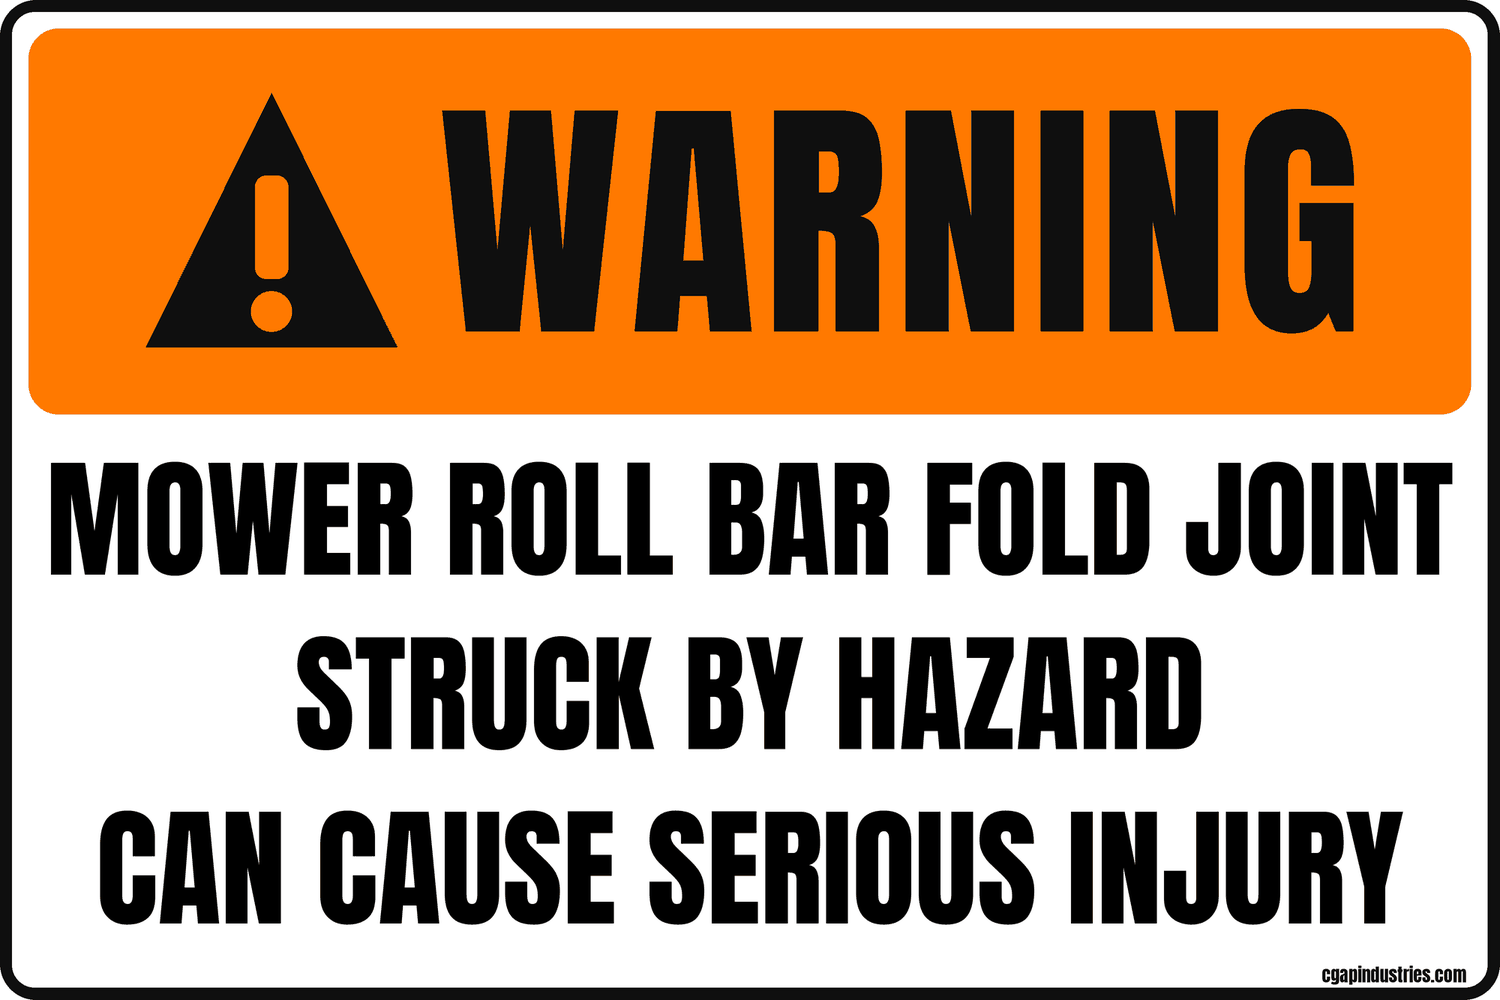 WARNING
MOWER ROLL BAR FOLD JOINT
STRUCK BY HAZARD
CAN CAUSE SERIOUS INJURY
cgapindustries.com